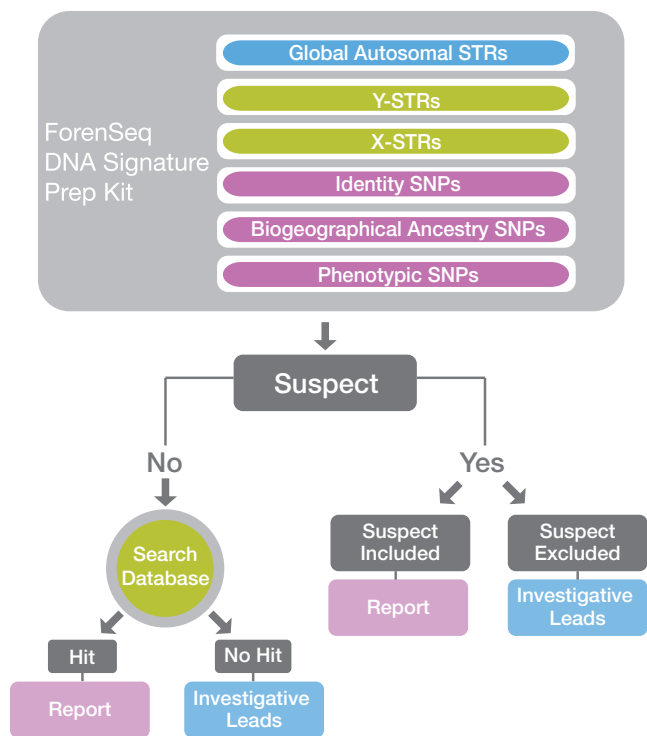 ForenSeq
DNA Signature
Prep Kit
Global Autosomal STRs
Y-STRs
X-STRs
Identity SNPs
Biogeographical Ancestry SNPs
Phenotypic SNPs
Suspect
No
Yes
Search
Database
Hit
Report
No Hit
Investigative
Leads
Suspect
Included
Report
Suspect
Excluded
Investigative
Leads